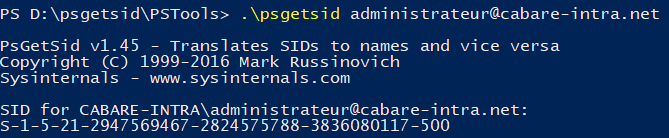 PS D:\psgetsid\PSTools> .\psgetsid administrateur@cabare-intra.net
PsGetSid v1.45 - Translates SIDs to names and vice versa
Copyright (C) 1999-2016 Mark Russinovich
Sysinternals - www.sysinternals.com
SID for CABARE-INTRA\administrateur@cabare-intra.net:
S-1-5-21-2947569467-2824575788-3836080117-500